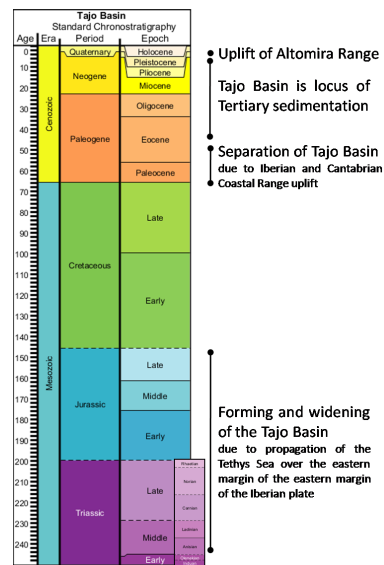 Tajo Basin
Standard Chronostratigraphy
Age Era Period Epoch
0 Quaternary Holocene
Pleistocene
Pliocene
10
Neogene
Miocene
20
Cenozoic
Oligocene
30
40
Paleogene
Eocene
50
60
Paleocene
70
80
Late
90
100
110
Cretaceous
120
Early
130
140
150
Mesozoic
Late
160
170
Jurassic
Middle
180
190
Early
200
Rhaetian
210
Norian
Late
220
Carnian
Triassic
230
Ladinian
Middle
240
Anisian
Early
Uplift of Altomira Range
Tajo Basin is locus of
Tertiary sedimentation
Separation of Tajo Basin
due to Iberian and Cantabrian
Coastal Range uplift
Forming and widening
of the Tajo Basin
due to propagation of the
Tethys Sea over the eastern
margin of the eastern margin
of the Iberian plate